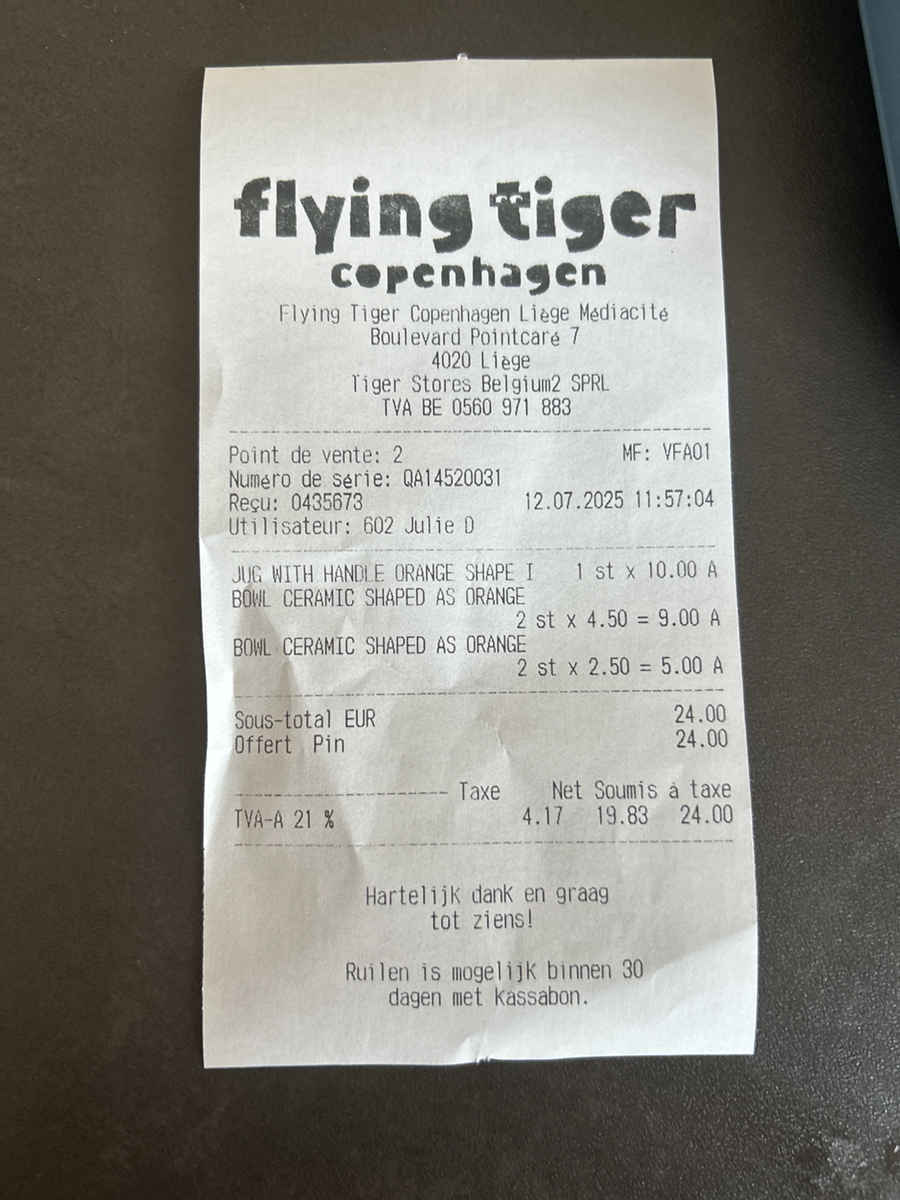 flying tiger
copenhagen
Flying Tiger Copenhagen Liège Médiacité
Boulevard Pointcaré 7
4020 Liège
Tiger Stores Belgium2 SPRL
TVA BE 0560 971 883
Point de vente: 2 MF: VFA01
Numéro de série: QA14520031
Reçu: 0435673 12.07.2025 11:57:04
Utilisateur: 602 Julie D
JUG WITH HANDLE ORANGE SHAPE I 1 st x 10.00 A
BOWL CERAMIC SHAPED AS ORANGE
2 st x 4.50 = 9.00 A
BOWL CERAMIC SHAPED AS ORANGE
2 st x 2.50 = 5.00 A
Sous-total EUR 24.00
Offert Pin 24.00
Taxe Net Soumis à taxe
TVA-A 21 % 4.17 19.83 24.00
Hartelijk dank en graag
tot ziens!
Ruilen is mogelijk binnen 30
dagen met kassabon.